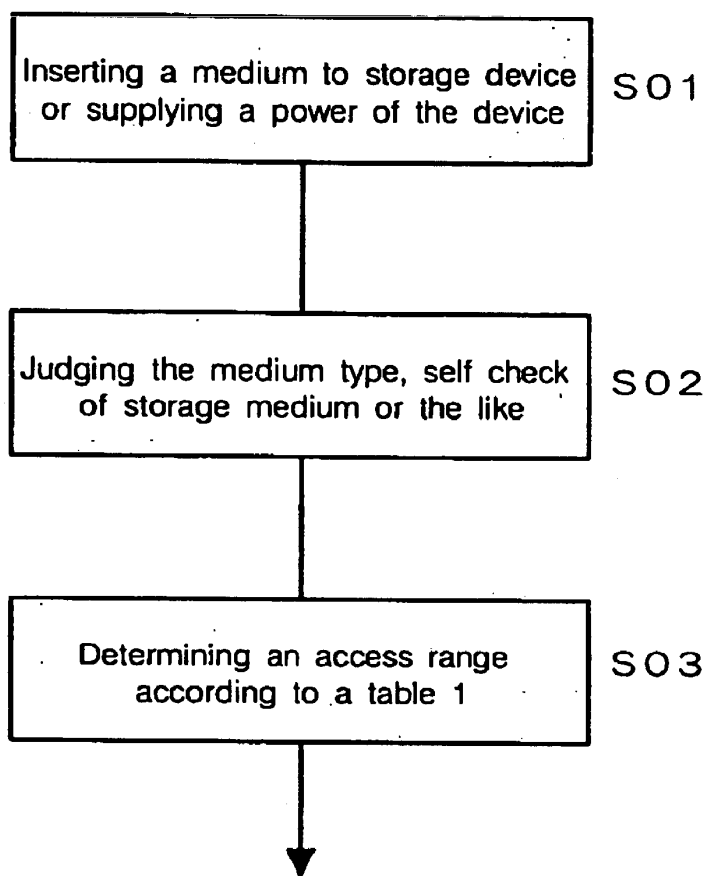 Inserting a medium to storage device
or supplying a power of the device
S01
Judging the medium type, self check
of storage medium or the like
S02
Determining an access range
according to a table 1
S03